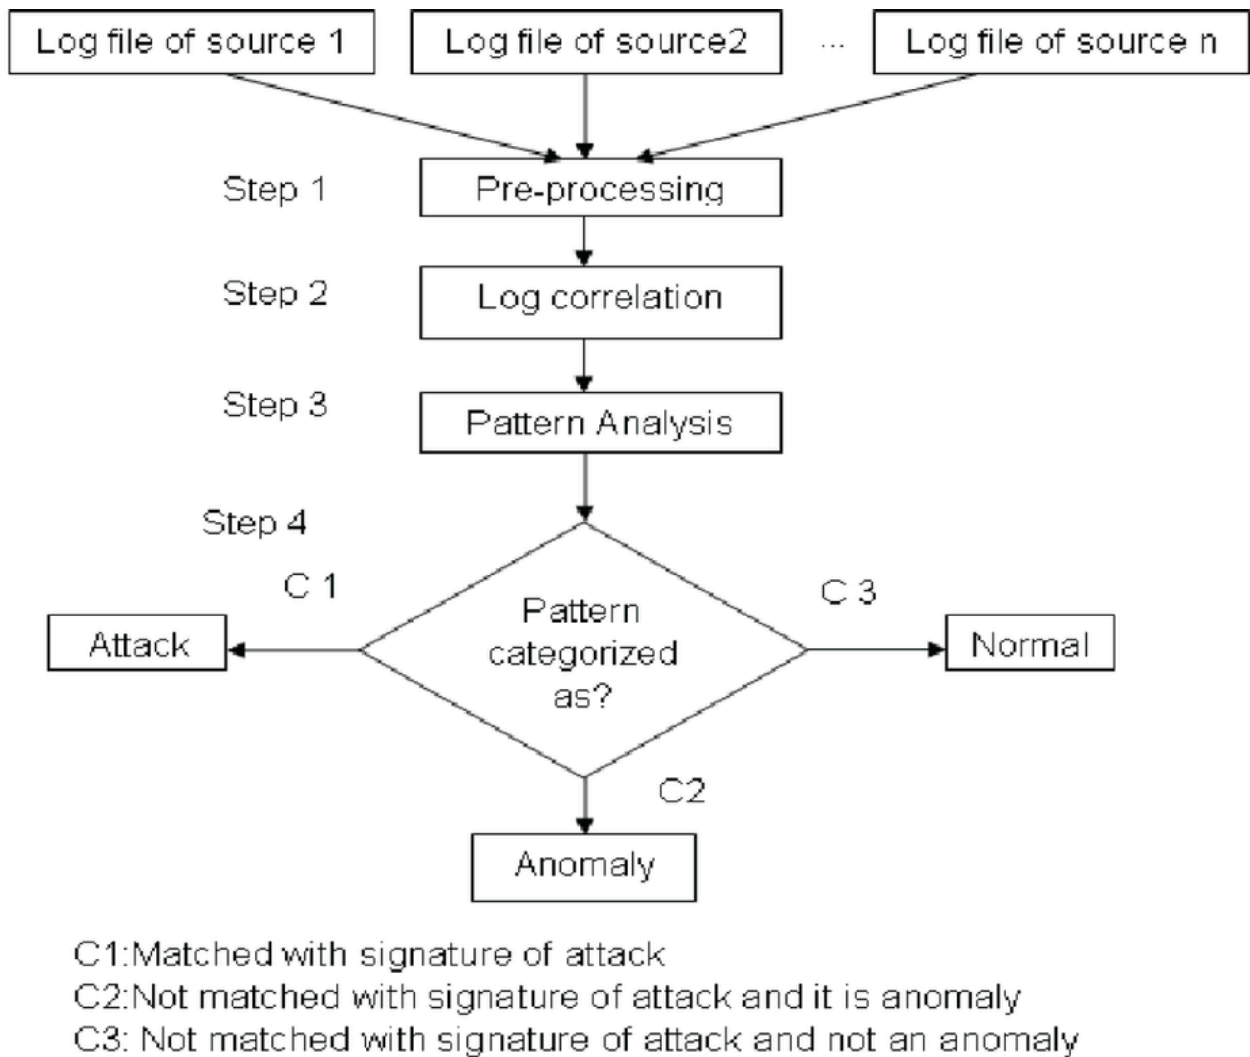 Log file of source 1
Log file of source2
...
Log file of source n
Step 1
Pre-processing
Step 2
Log correlation
Step 3
Pattern Analysis
Step 4
C 1
C 3
Attack
Pattern
categorized
as?
Normal
C2
Anomaly
C1:Matched with signature of attack
C2:Not matched with signature of attack and it is anomaly
C3: Not matched with signature of attack and not an anomaly